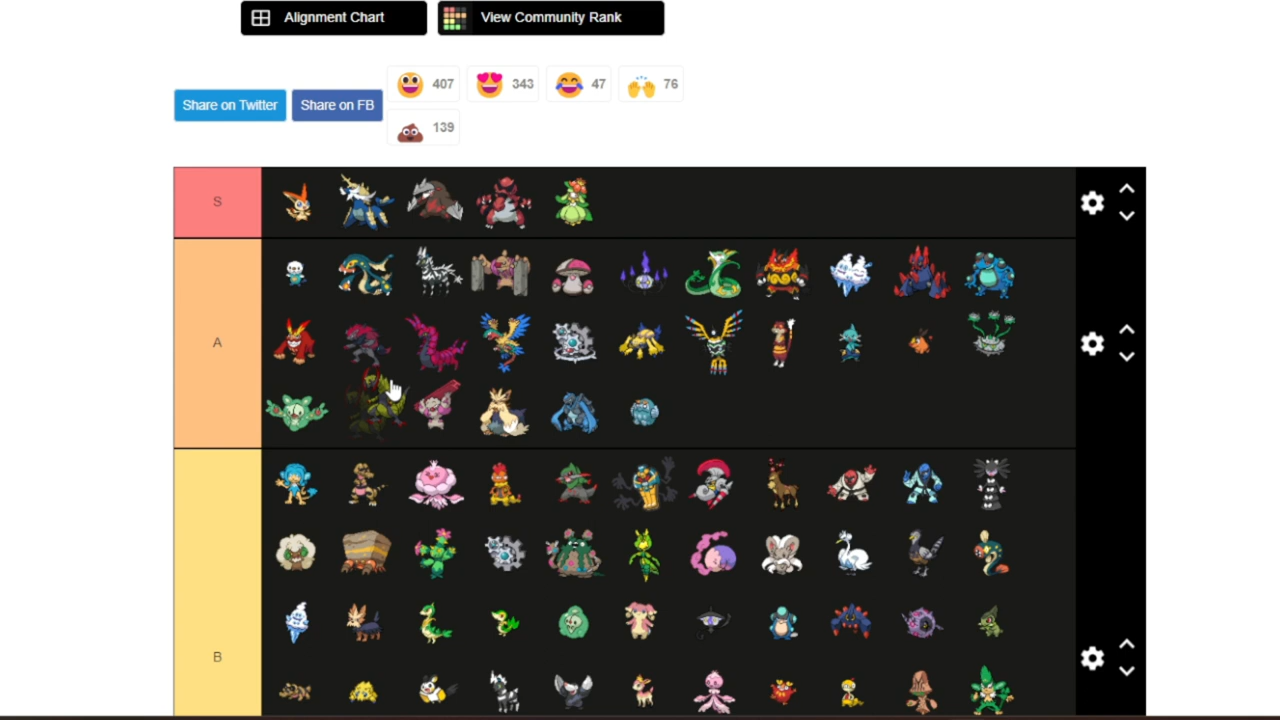 Alignment Chart
View Community Rank
407
343
47
76
Share on Twitter
Share on FB
139
S
A
B